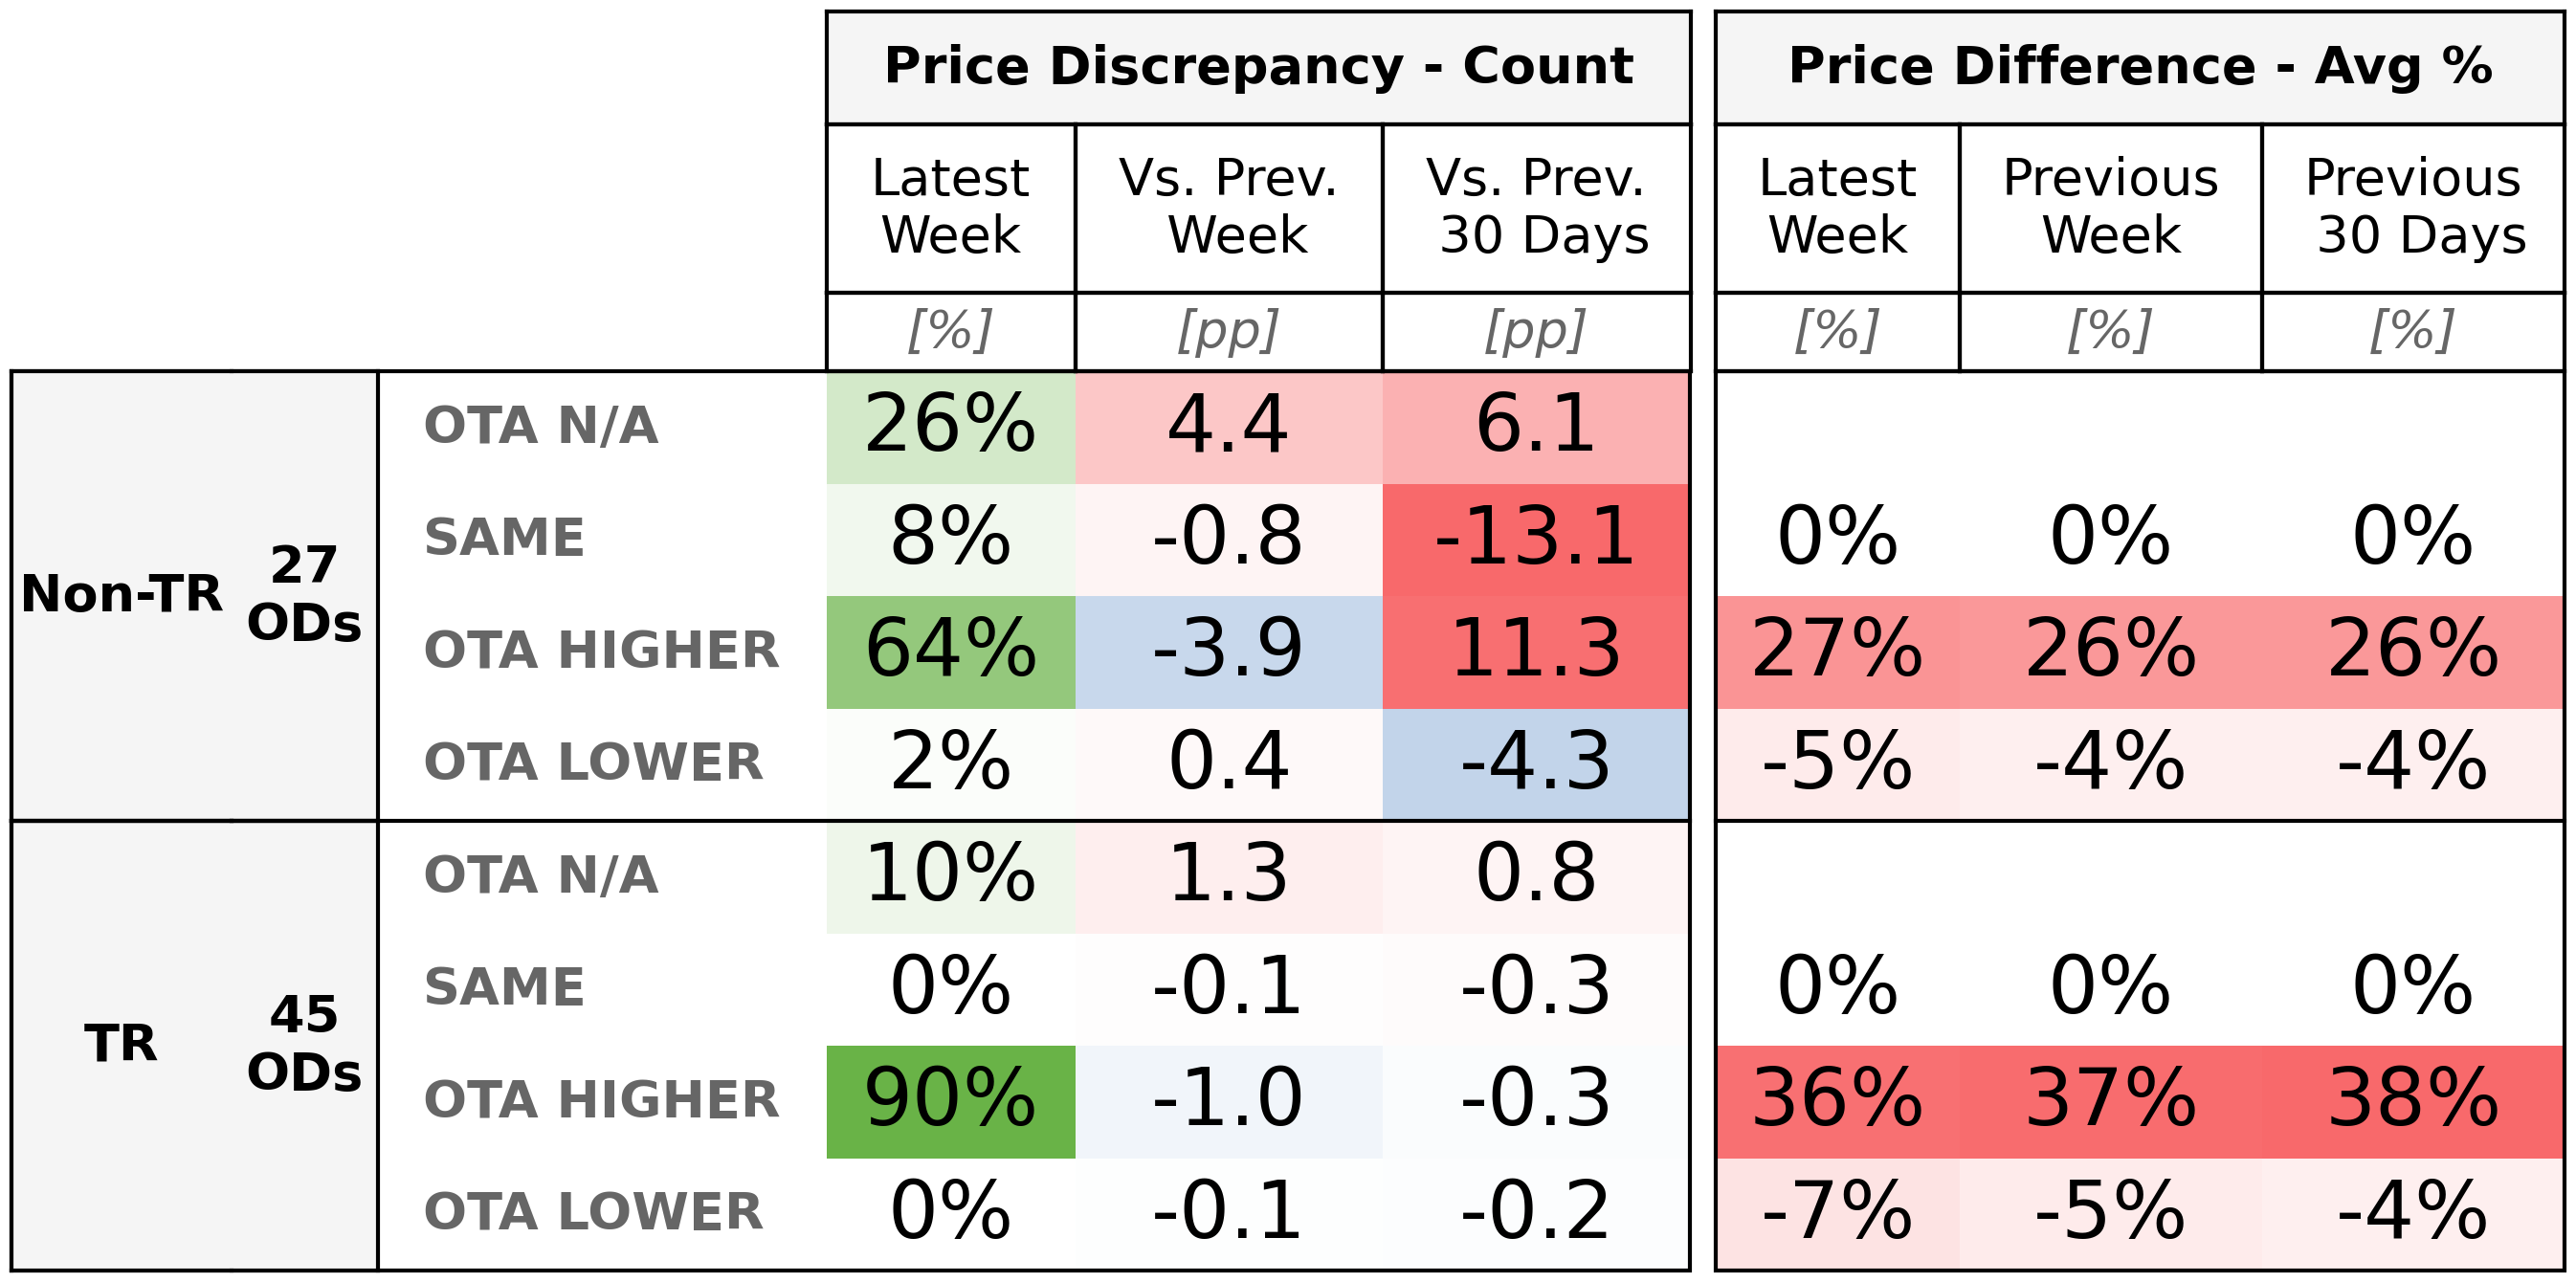 Price Discrepancy - Count
Price Difference - Avg %
Latest Week
Vs. Prev. Week
Vs. Prev. 30 Days
Latest Week
Previous Week
Previous 30 Days
[%] [pp] [pp] [%] [%] [%]
Non-TR
27 ODs
OTA N/A 26% 4.4 6.1
SAME 8% -0.8 -13.1 0% 0% 0%
OTA HIGHER 64% -3.9 11.3 27% 26% 26%
OTA LOWER 2% 0.4 -4.3 -5% -4% -4%
TR
45 ODs
OTA N/A 10% 1.3 0.8
SAME 0% -0.1 -0.3 0% 0% 0%
OTA HIGHER 90% -1.0 -0.3 36% 37% 38%
OTA LOWER 0% -0.1 -0.2 -7% -5% -4%